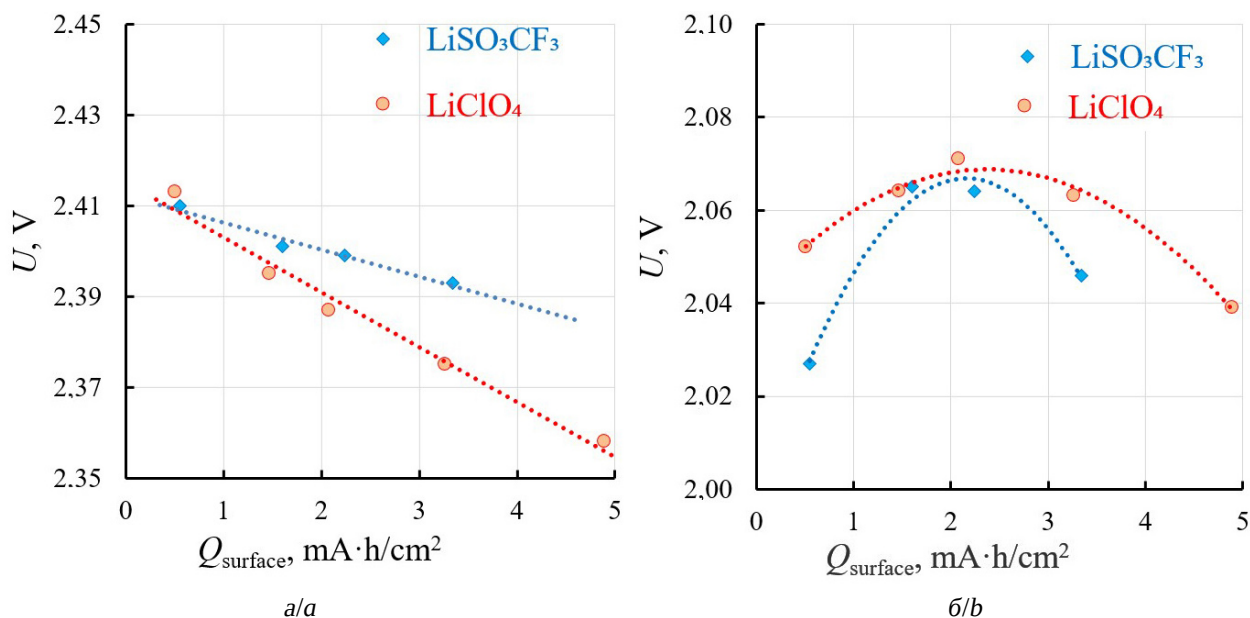 2.45
2.43
2.41
2.39
2,37
2.35
U, V
LiSO₃CF₃
LiClO₄
0 1 2 3 4 5
Qsurface, mA·h/cm²
а/a
2,10
2,08
2,06
2,04
2,02
2,00
U, V
LiSO₃CF₃
LiClO₄
0 1 2 3 4 5
Qsurface, mA·h/cm²
б/b